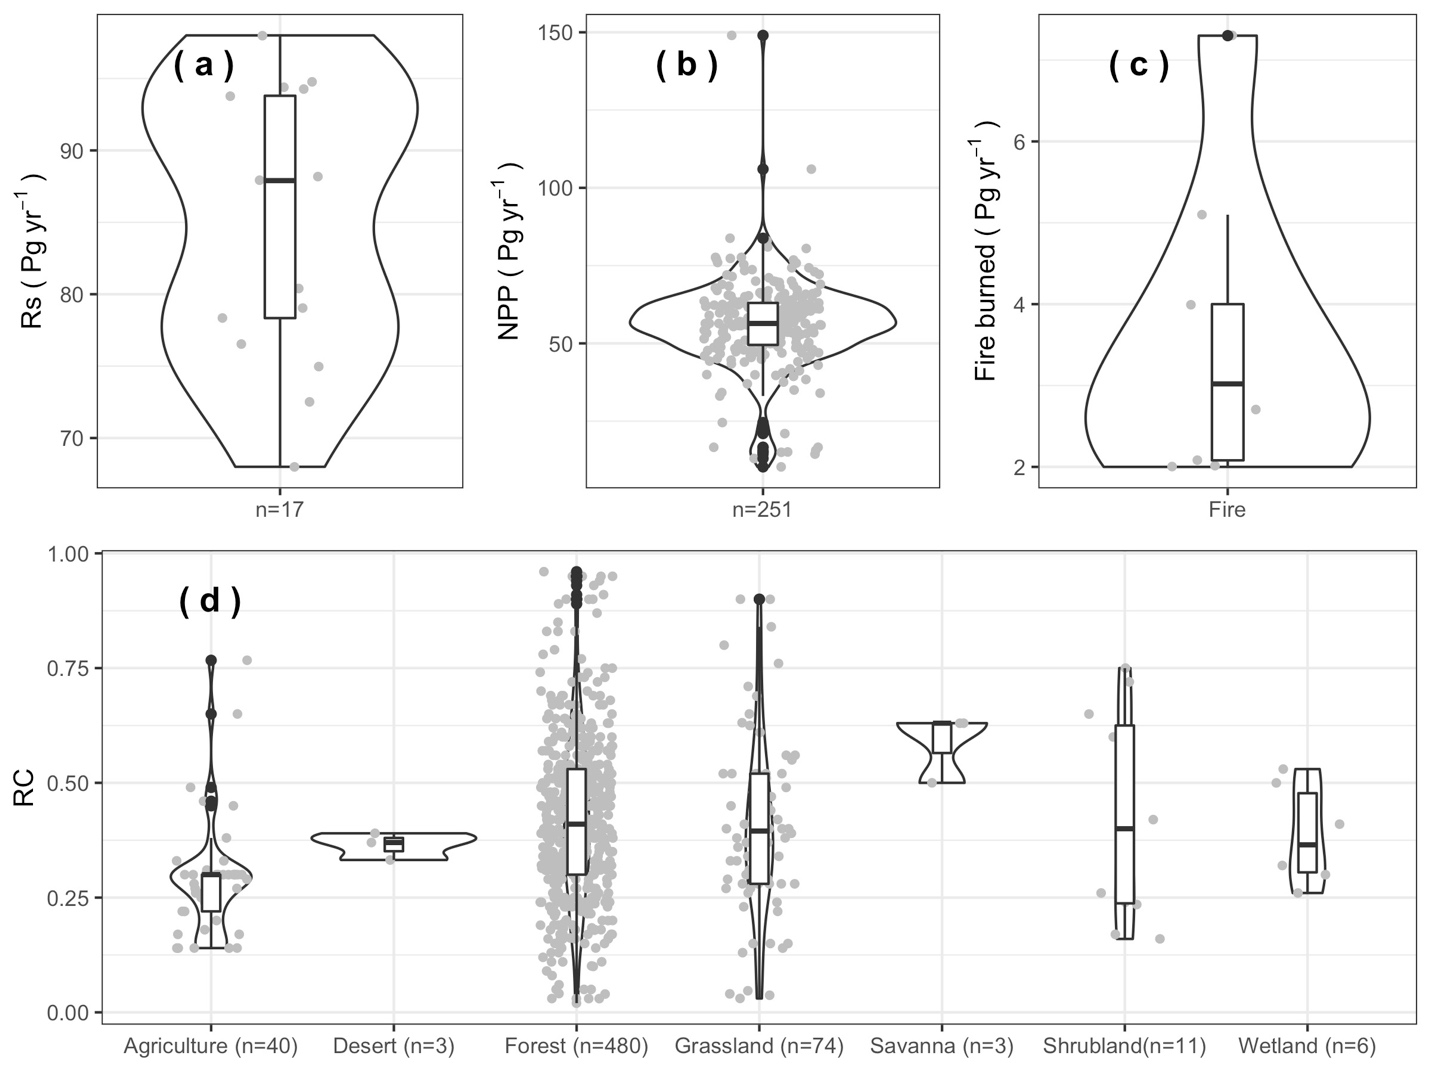 ( a )
Rs ( Pg yr⁻¹ )
90
80
70
n=17
( b )
NPP ( Pg yr⁻¹ )
150
100
50
n=251
( c )
Fire burned ( Pg yr⁻¹ )
6
4
2
Fire
( d )
RC
1.00
0.75
0.50
0.25
0.00
Agriculture (n=40)
Desert (n=3)
Forest (n=480)
Grassland (n=74)
Savanna (n=3)
Shrubland(n=11)
Wetland (n=6)